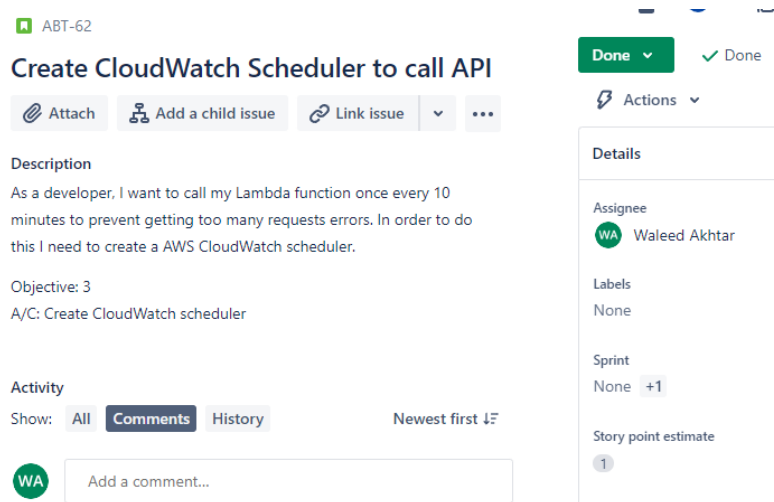 ABT-62
Create CloudWatch Scheduler to call API
Attach Add a child issue Link issue
Description
As a developer, I want to call my Lambda function once every 10
minutes to prevent getting too many requests errors. In order to do
this I need to create a AWS CloudWatch scheduler.
Objective: 3
A/C: Create CloudWatch scheduler
Activity
Show: All Comments History Newest first
WA Add a comment...
Done Done
Actions
Details
Assignee
WA Waleed Akhtar
Labels
None
Sprint
None +1
Story point estimate
1